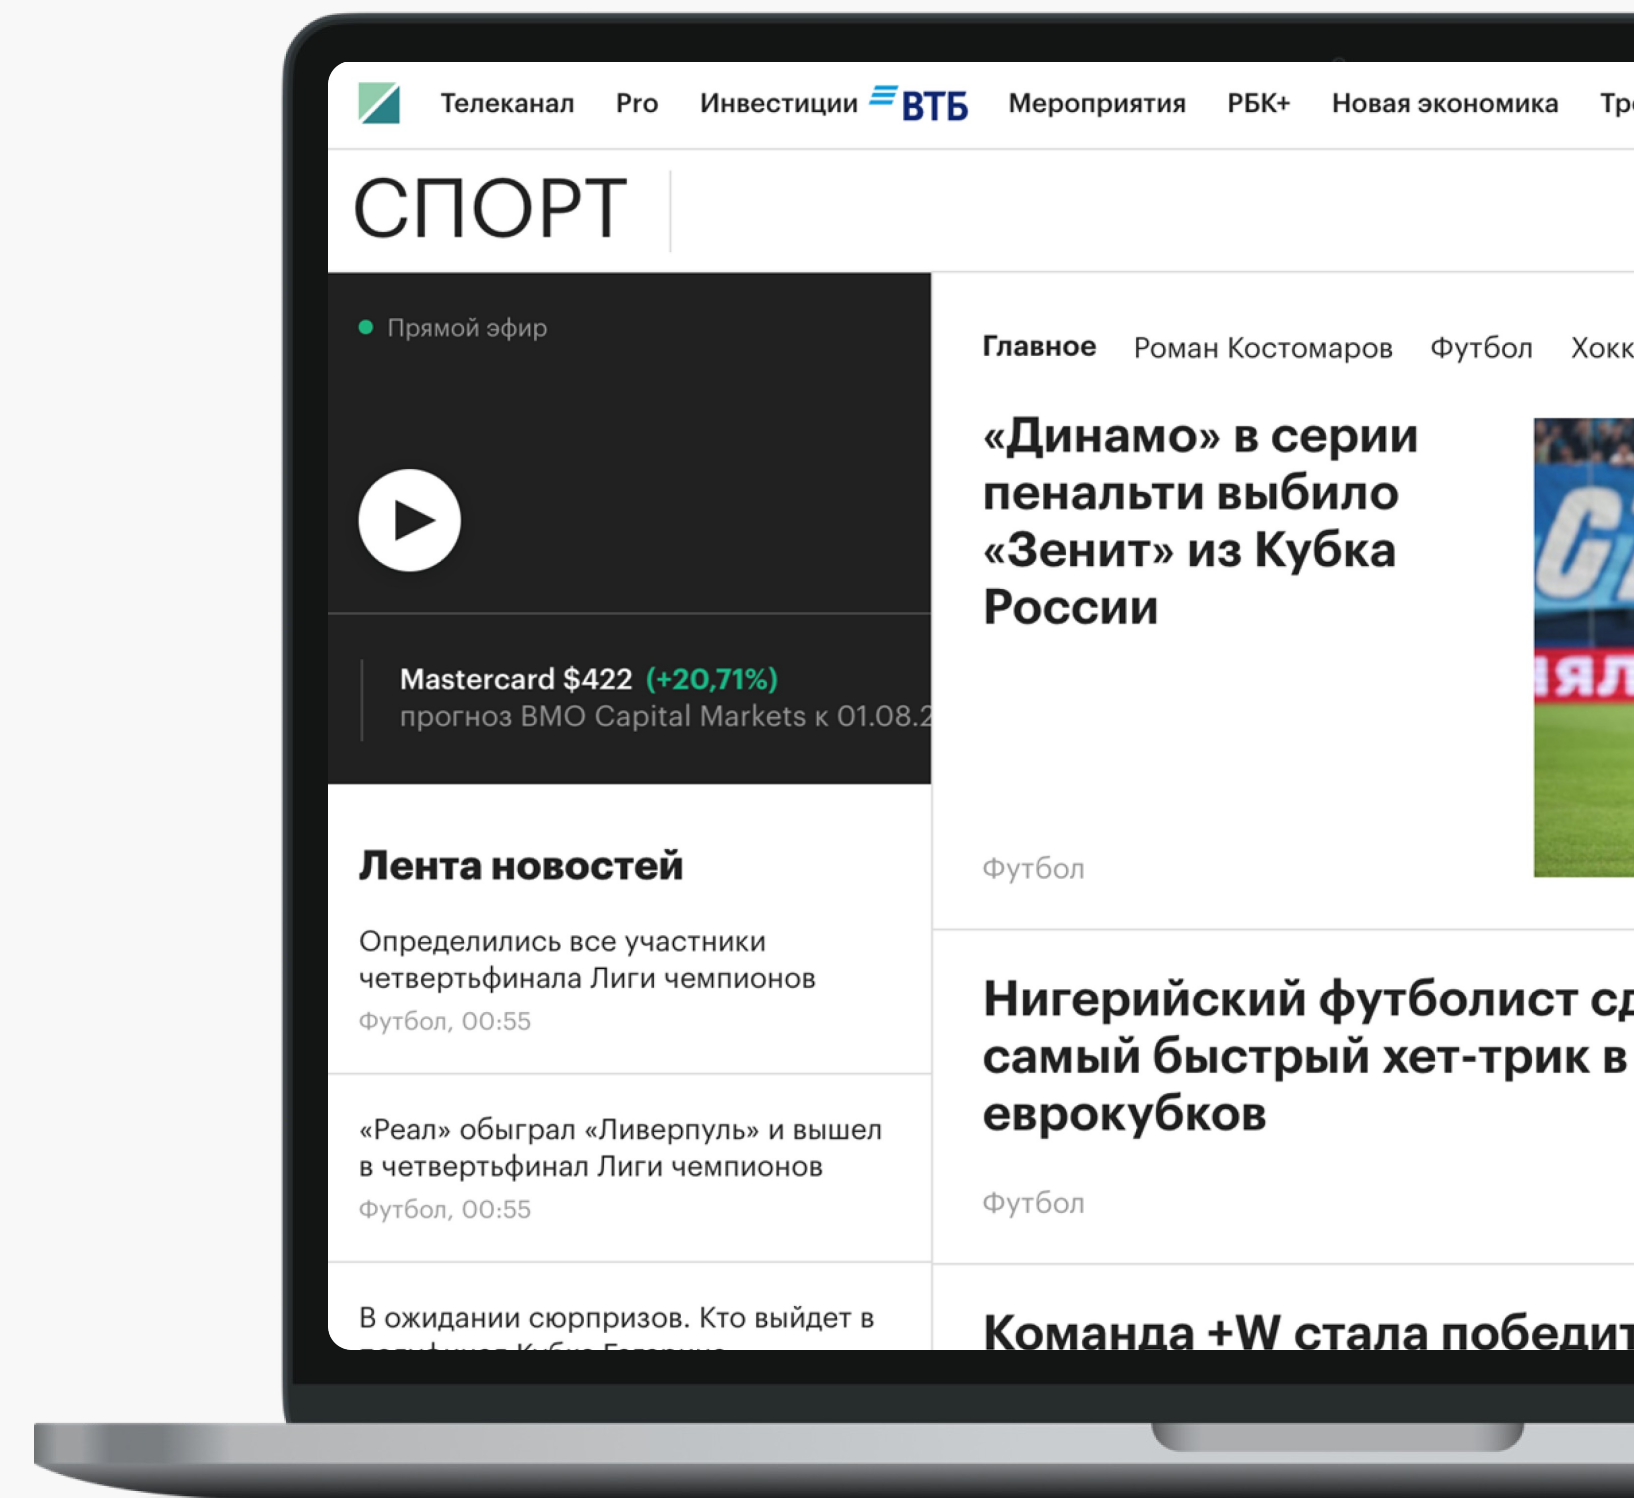 Телеканал Pro Инвестиции ВТБ Мероприятия РБК+ Новая экономика
СПОРТ
Прямой эфир
Mastercard $422 (+20,71%)
прогноз BMO Capital Markets к 01.08.2
Лента новостей
Определились все участники
четвертьфинала Лиги чемпионов
Футбол, 00:55
«Реал» обыграл «Ливерпуль» и вышел
в четвертьфинал Лиги чемпионов
Футбол, 00:55
В ожидании сюрпризов. Кто выйдет в
Главное Роман Костомаров Футбол
«Динамо» в серии
пенальти выбило
«Зенит» из Кубка
России
Футбол
Нигерийский футболист
самый быстрый хет-трик в
еврокубков
Футбол
Команда +W стала